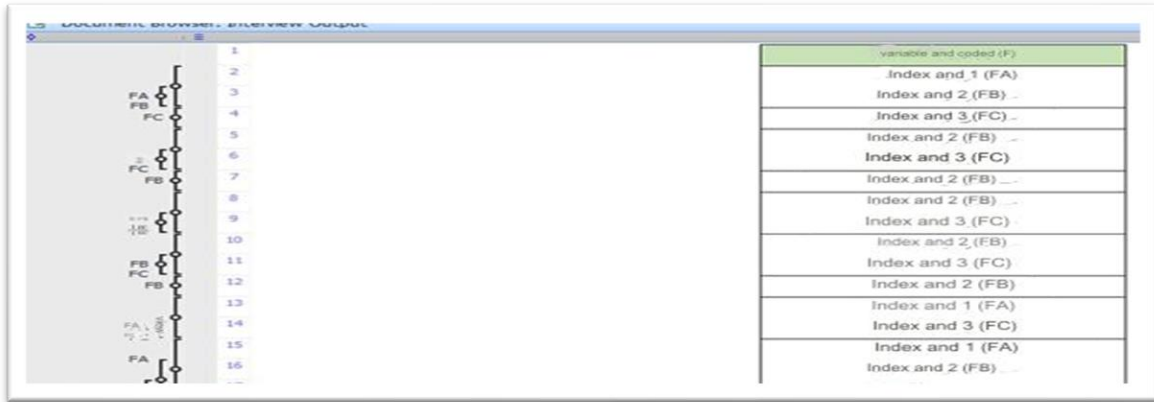 Document Browser: Interview Output
1
variable and coded (F)
2
Index and 1 (FA)
FA
3
Index and 2 (FB)
FB
FC
4
Index and 3 (FC)
5
Index and 2 (FB)
6
Index and 3 (FC)
FC
FB
7
Index and 2 (FB)
8
Index and 2 (FB)
9
Index and 3 (FC)
10
Index and 2 (FB)
FB
11
Index and 3 (FC)
FC
FB
12
Index and 2 (FB)
13
Index and 1 (FA)
FA
14
Index and 3 (FC)
15
Index and 1 (FA)
FA
16
Index and 2 (FB)